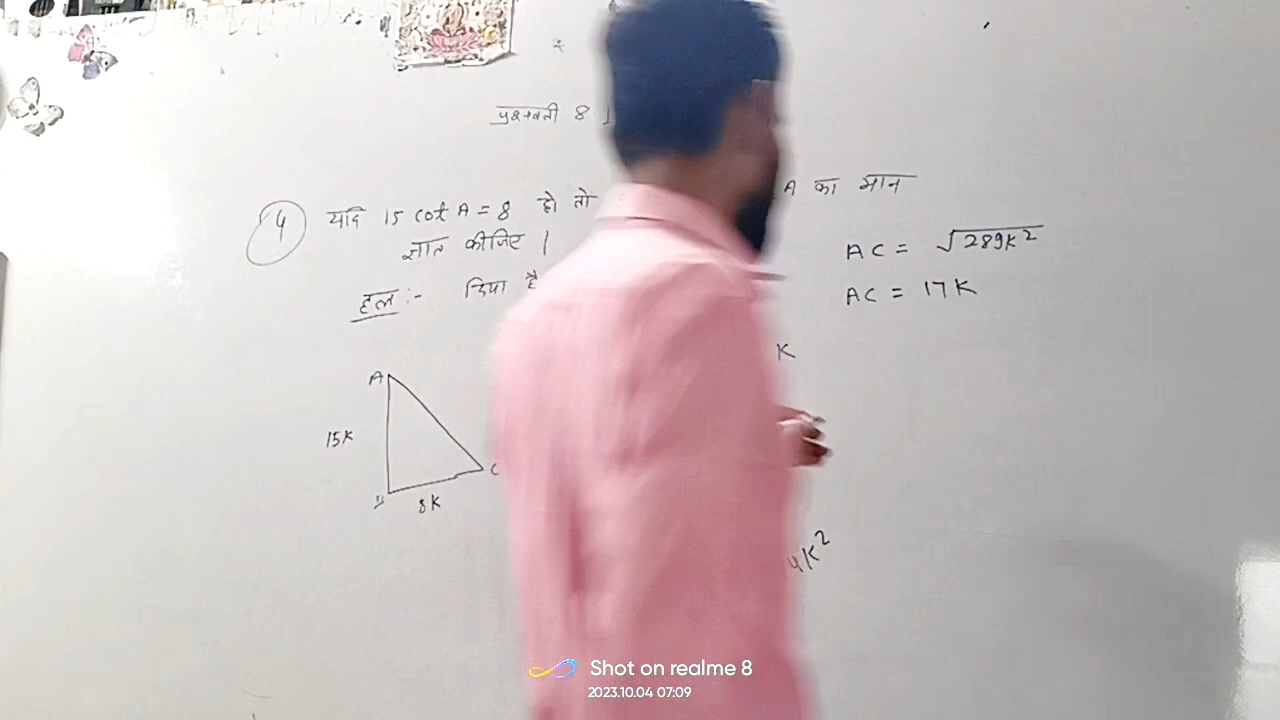 प्रश्नावली 8
4 यदि 15 cot A = 8 हो तो A का मान
ज्ञात कीजिए |
हल :- दिया है
AC = √289K²
AC = 17K
K
A
15K
B
8K
C
4K²
Shot on realme 8
2023.10.04 07:09